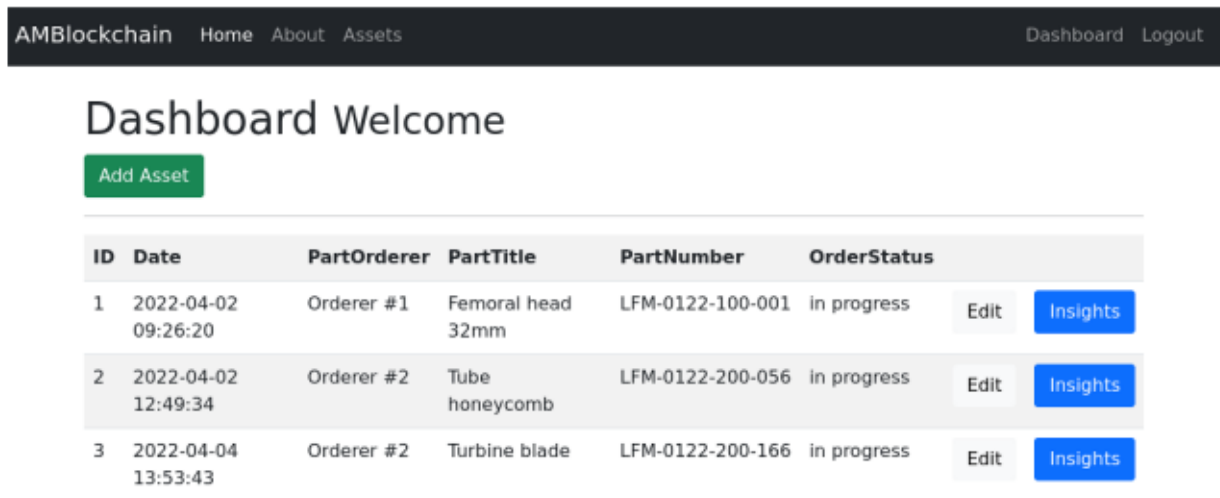 AMBlockchain Home About Assets Dashboard Logout
Dashboard Welcome
Add Asset
ID Date PartOrderer PartTitle PartNumber OrderStatus
1 2022-04-02 Orderer #1 Femoral head LFM-0122-100-001 in progress Edit Insights
09:26:20 32mm
2 2022-04-02 Orderer #2 Tube LFM-0122-200-056 in progress Edit Insights
12:49:34 honeycomb
3 2022-04-04 Orderer #2 Turbine blade LFM-0122-200-166 in progress Edit Insights
13:53:43